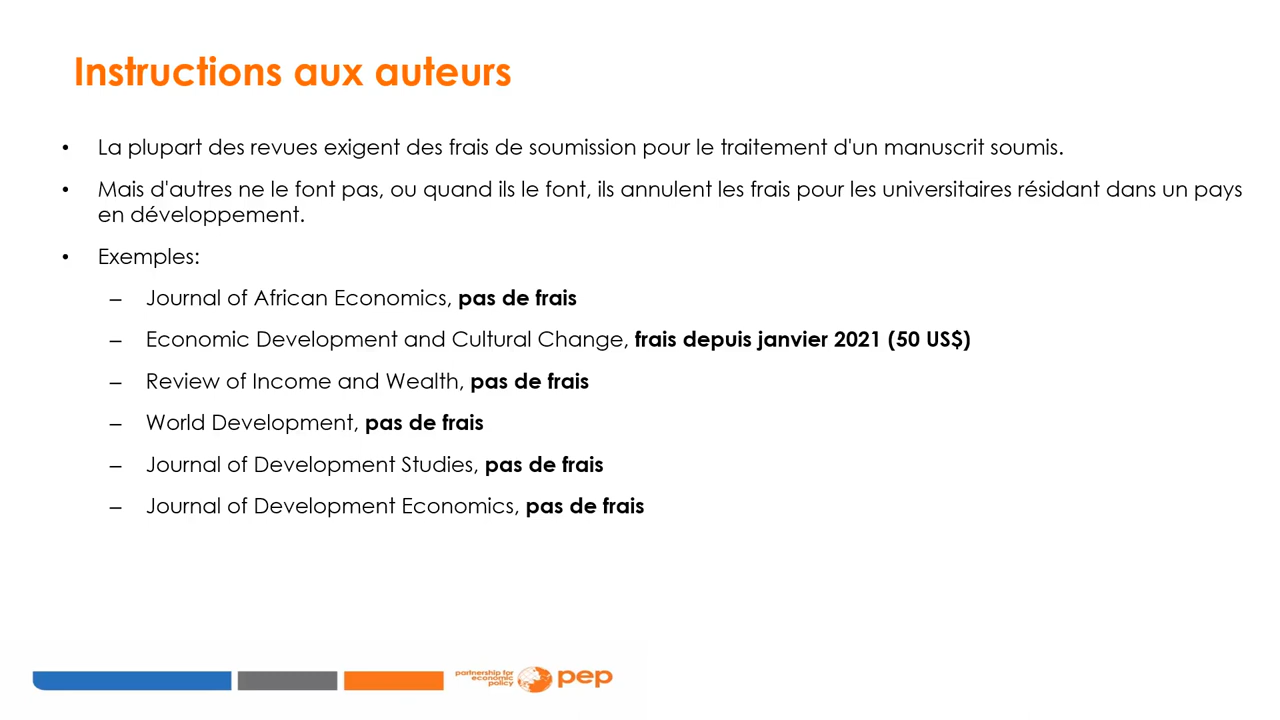 Instructions aux auteurs
• La plupart des revues exigent des frais de soumission pour le traitement d'un manuscrit soumis.
• Mais d'autres ne le font pas, ou quand ils le font, ils annulent les frais pour les universitaires résidant dans un pays
en développement.
• Exemples:
– Journal of African Economics, pas de frais
– Economic Development and Cultural Change, frais depuis janvier 2021 (50 US$)
– Review of Income and Wealth, pas de frais
– World Development, pas de frais
– Journal of Development Studies, pas de frais
– Journal of Development Economics, pas de frais
partnership for
economic
policy
pep